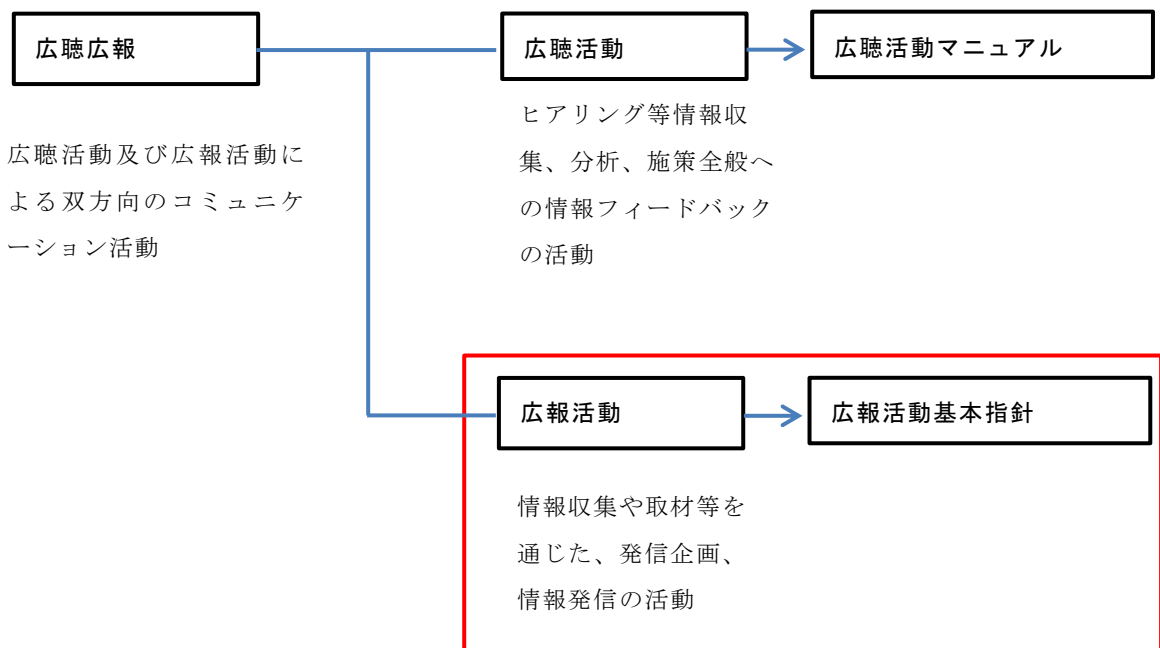 広聴広報
広聴活動及び広報活動に
よる双方向のコミュニケ
ーション活動
広聴活動
広聴活動マニュアル
ヒアリング等情報収
集、分析、施策全般へ
の情報フィードバック
の活動
広報活動
広報活動基本指針
情報収集や取材等を
通じた、発信企画、
情報発信の活動